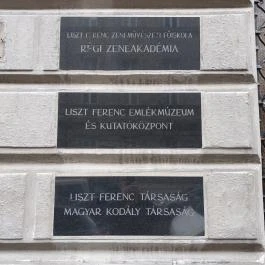 LISZT FERENC ZENEMŰVÉSZETI FŐISKOLA
RÉGI ZENEAKADÉMIA
LISZT FERENC EMLÉKMÚZEUM
ÉS KUTATÓKÖZPONT
LISZT FERENC TÁRSASÁG
MAGYAR KODÁLY TÁRSASÁG